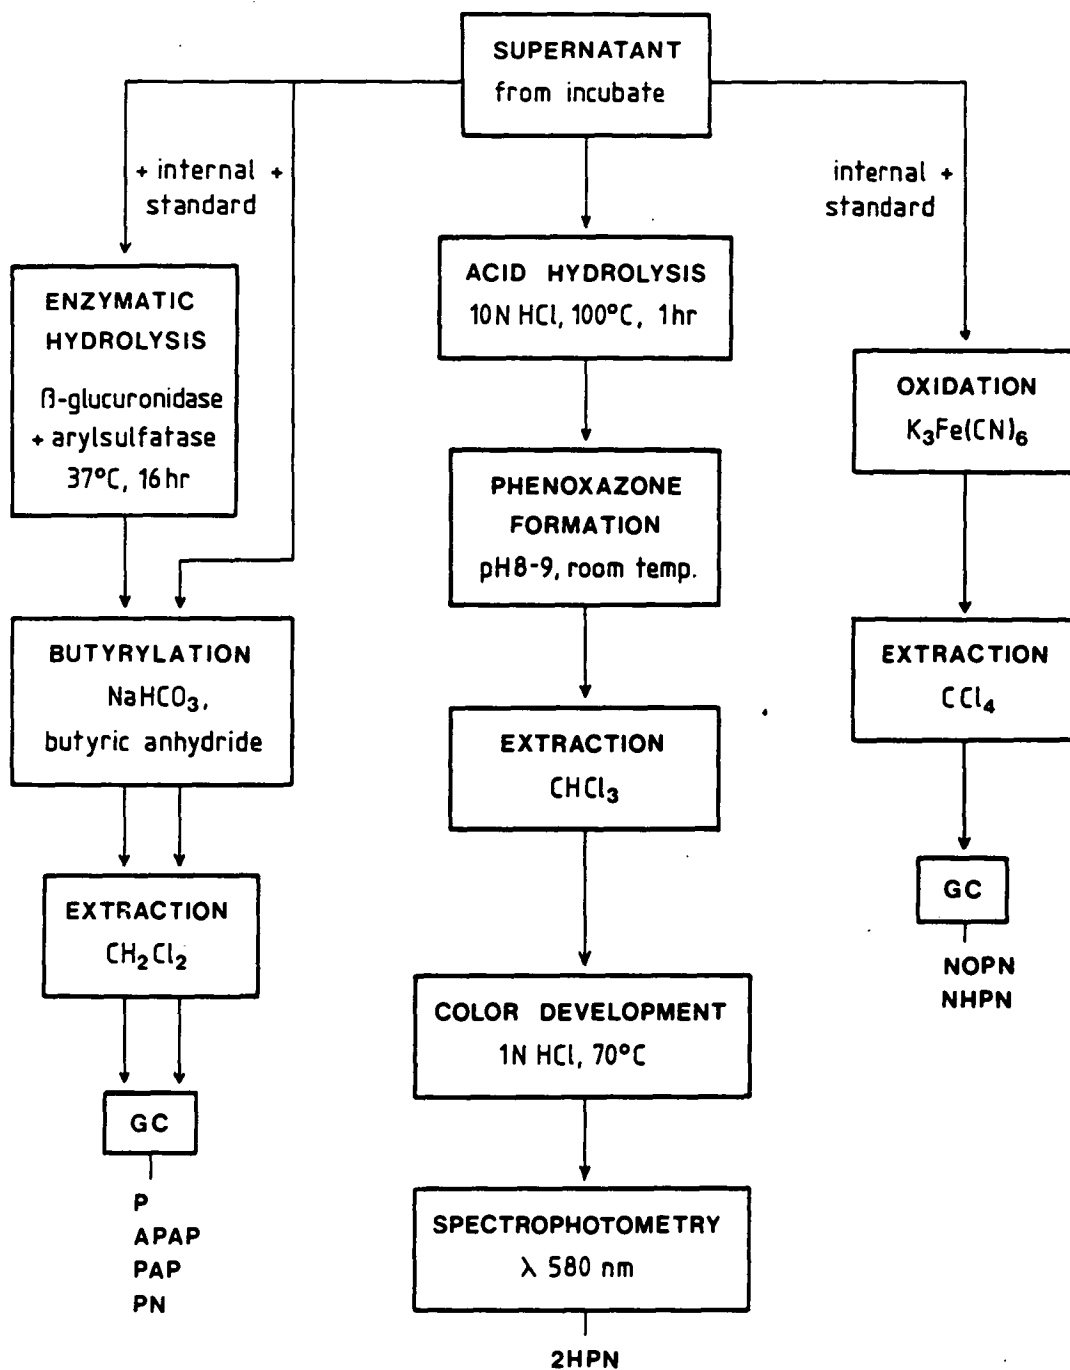 SUPERNATANT
from incubate
+ internal +
standard
ENZYMATIC
HYDROLYSIS
β-glucuronidase
+ arylsulfatase
37°C, 16hr
BUTYRYLATION
NaHCO₃,
butyric anhydride
EXTRACTION
CH₂Cl₂
GC
P
APAP
PAP
PN
ACID HYDROLYSIS
10N HCl, 100°C, 1hr
PHENOXAZONE
FORMATION
pH8-9, room temp.
EXTRACTION
CHCl₃
COLOR DEVELOPMENT
1N HCl, 70°C
SPECTROPHOTOMETRY
λ 580 nm
2HPN
internal +
standard
OXIDATION
K₃Fe(CN)₆
EXTRACTION
CCl₄
GC
NOPN
NHPN